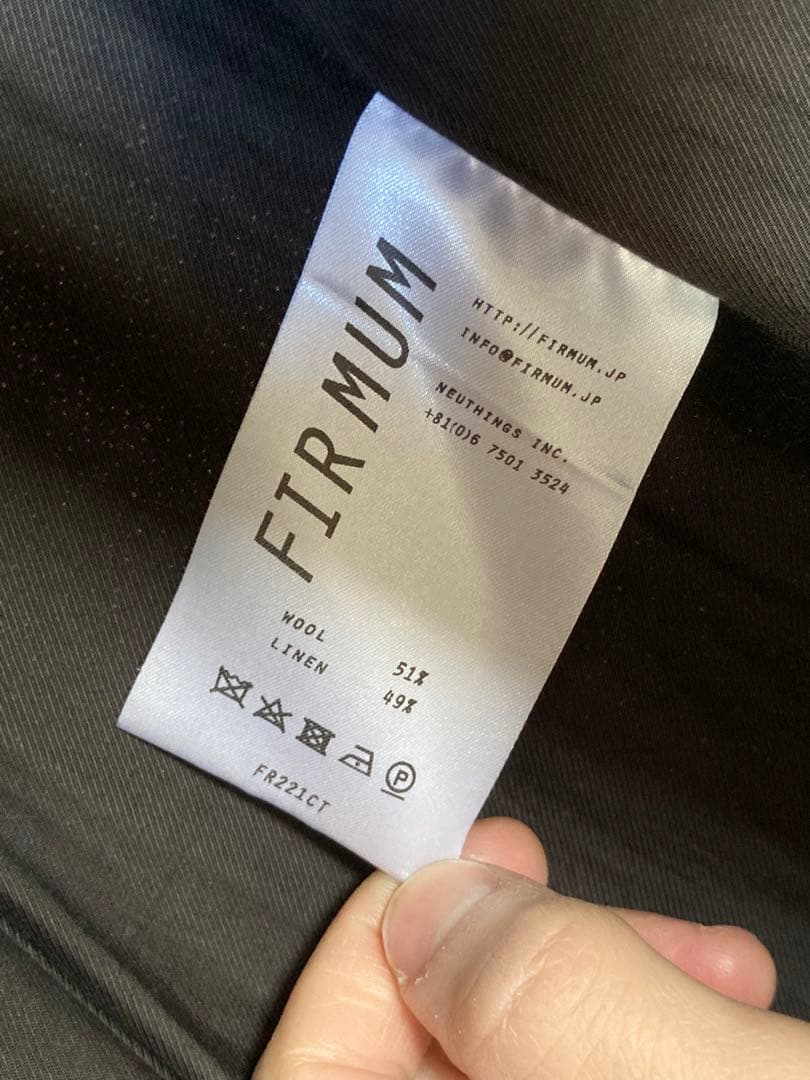 FIRMUM
HTTP://FIRMUM.JP
INFO@FIRMUM.JP
NEUTHINGS INC.
+81(0)6 7501 3524
WOOL 51%
LINEN 49%
P
FR221CT